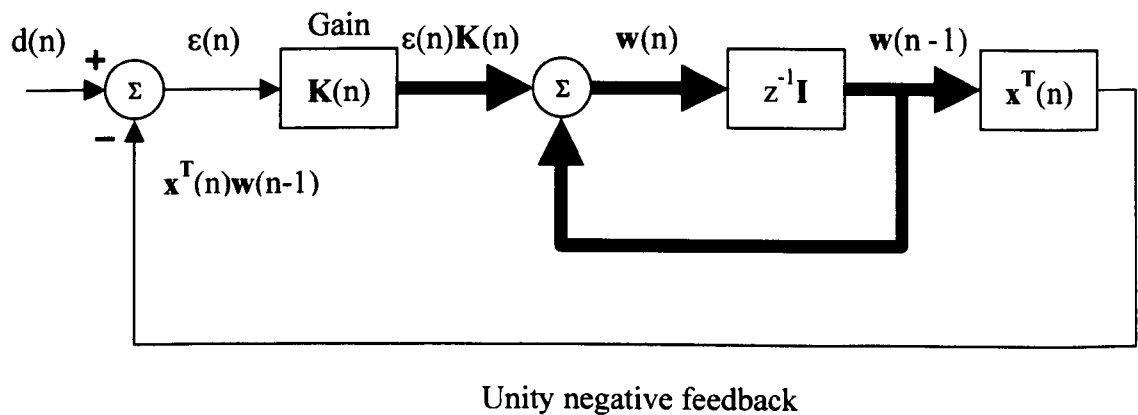 Gain
d(n)
+
ε(n)
ε(n)K(n)
w(n)
w(n - 1)
Σ
K(n)
Σ
z⁻¹I
xᵀ(n)
−
xᵀ(n)w(n-1)
Unity negative feedback